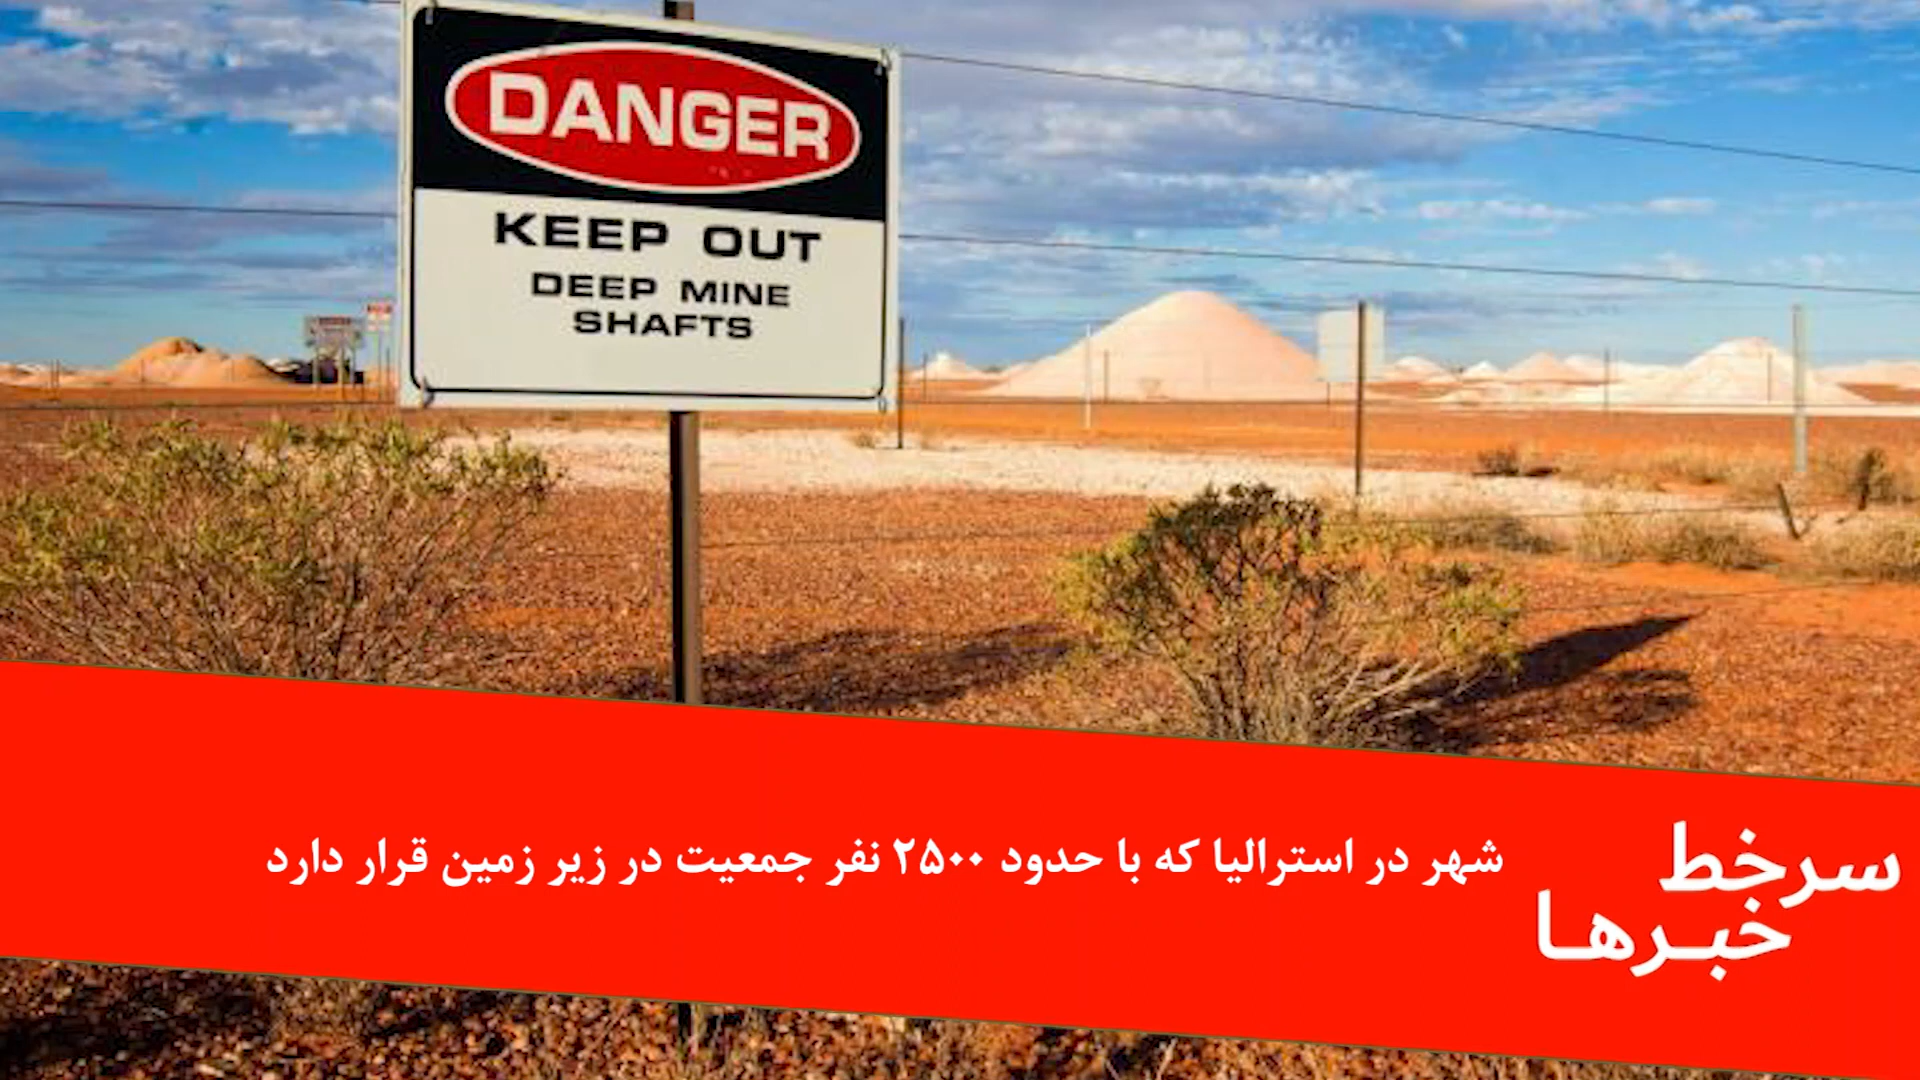 DANGER
KEEP OUT
DEEP MINE
SHAFTS
سرخط
خبرها
شهر در استرالیا که با حدود ۲۵۰۰ نفر جمعیت در زیر زمین قرار دارد